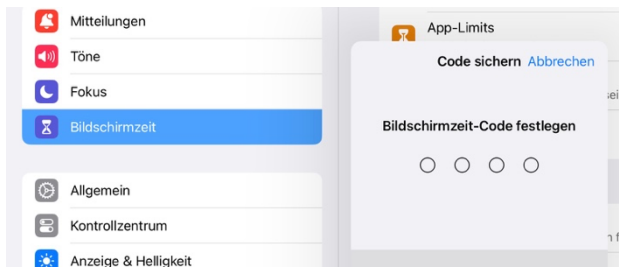 Mitteilungen
Töne
Fokus
Bildschirmzeit
Allgemein
Kontrollzentrum
Anzeige & Helligkeit
App-Limits
Code sichern Abbrechen
Bildschirmzeit-Code festlegen